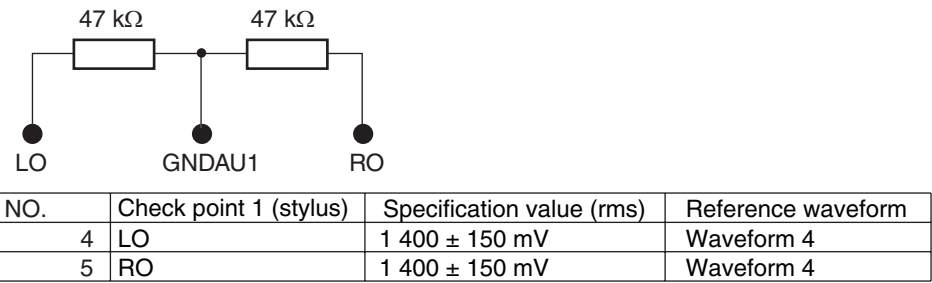 47 kΩ 47 kΩ
LO GNDAU1 RO
NO. Check point 1 (stylus) Specification value (rms) Reference waveform
4 LO 1 400 ± 150 mV Waveform 4
5 RO 1 400 ± 150 mV Waveform 4